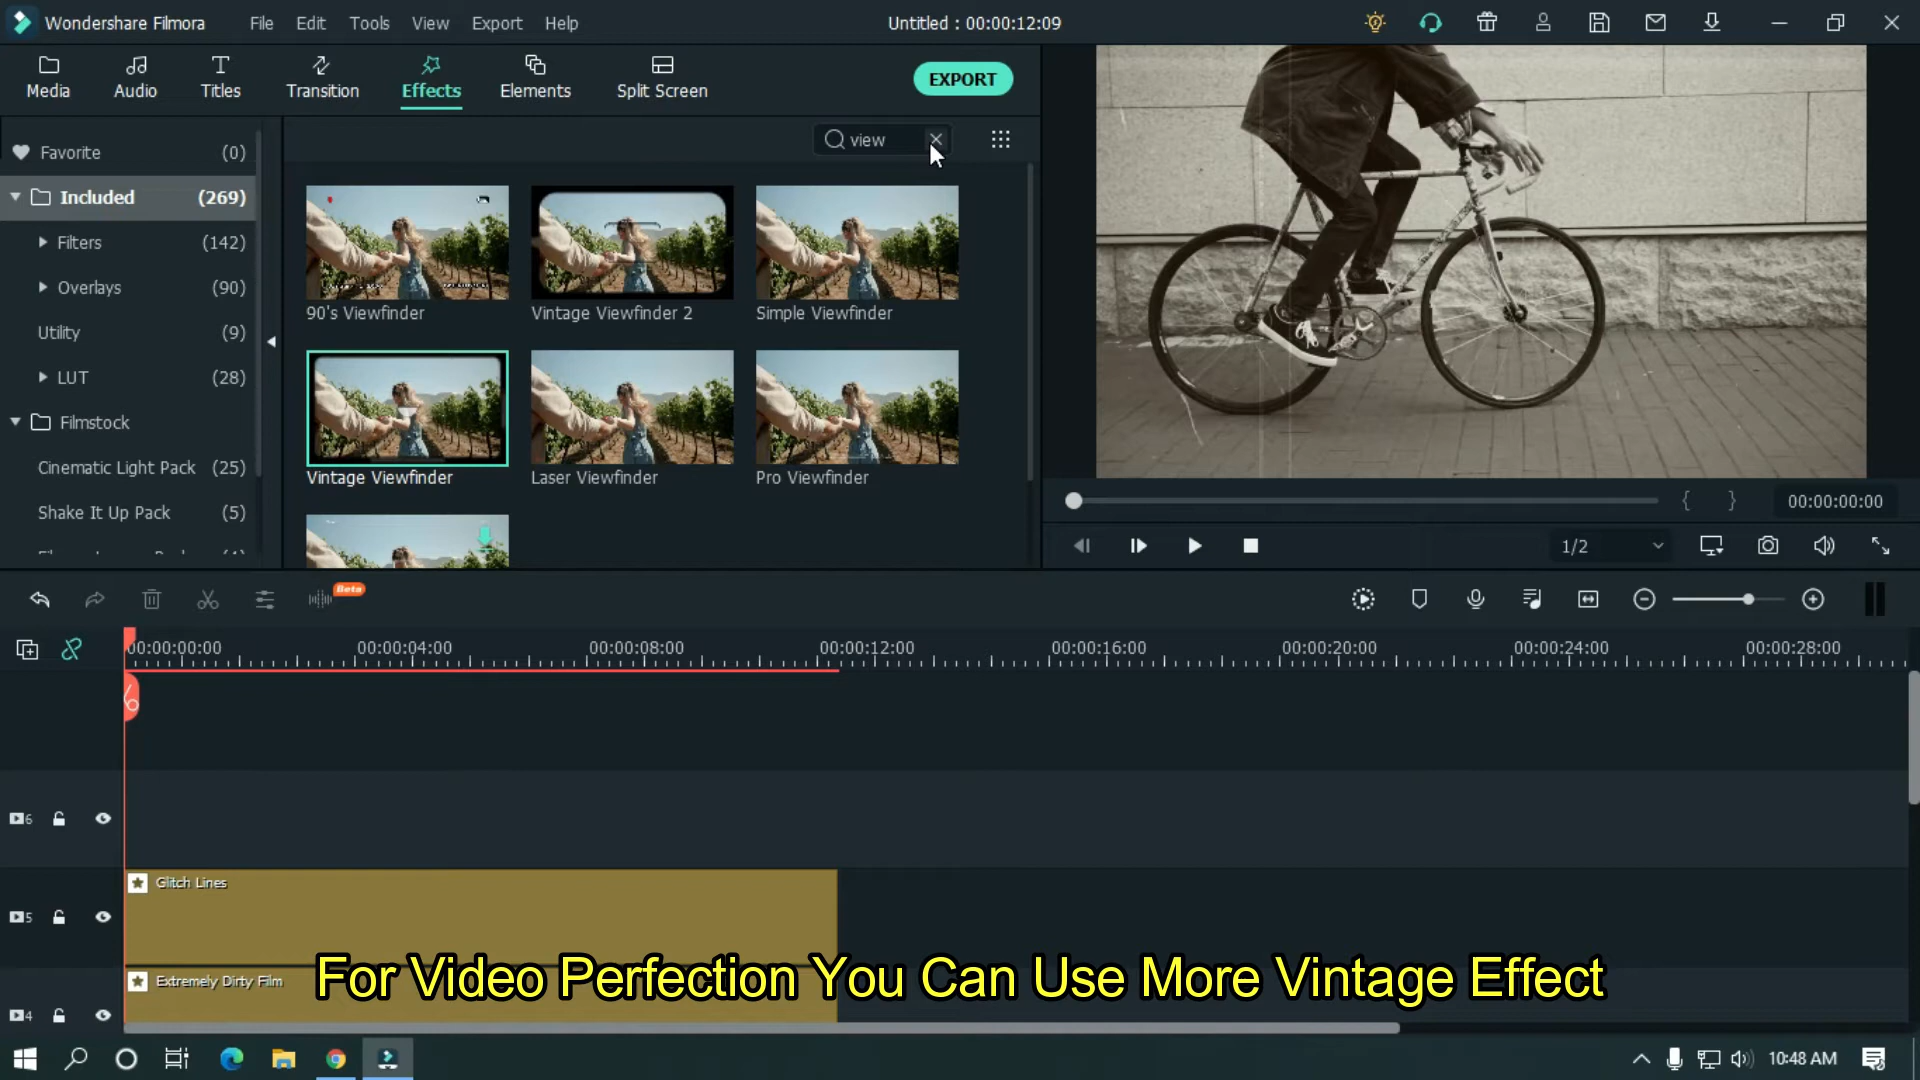 Wondershare Filmora
File
Edit
Tools
View
Export
Help
Untitled : 00:00:12:09
Media
Audio
Titles
Transition
Effects
Elements
Split Screen
EXPORT
view
Favorite (0)
Included (269)
Filters (142)
Overlays (90)
Utility (9)
LUT (28)
Filmstock
Cinematic Light Pack (25)
Shake It Up Pack (5)
90's Viewfinder
Vintage Viewfinder 2
Simple Viewfinder
Vintage Viewfinder
Laser Viewfinder
Pro Viewfinder
00:00:00:00
1/2
Beta
00:00:00:00
00:00:04:00
00:00:08:00
00:00:12:00
00:00:16:00
00:00:20:00
00:00:24:00
00:00:28:00
6
Glitch Lines
5
Extremely Dirty Film
For Video Perfection You Can Use More Vintage Effect
4
10:48 AM